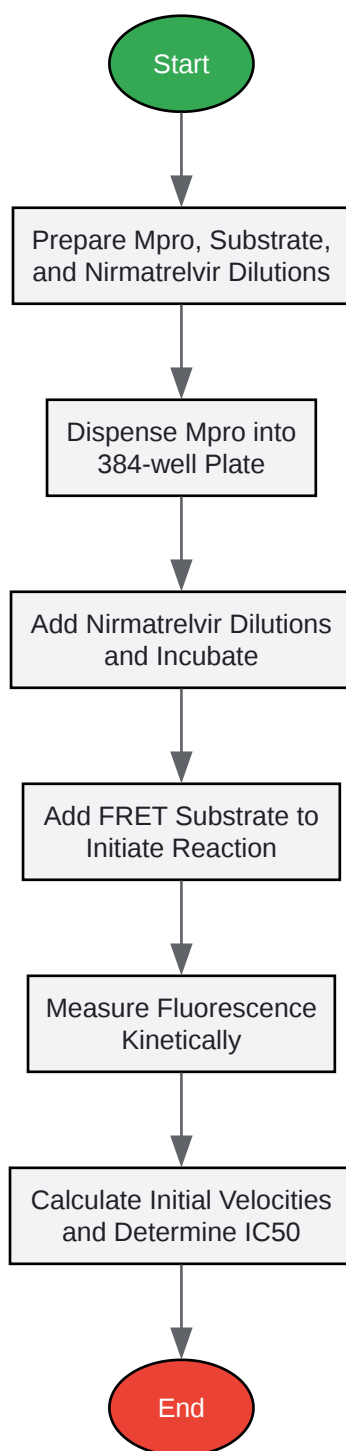 Start
Prepare Mpro, Substrate,
and Nirmatrelvir Dilutions
Dispense Mpro into
384-well Plate
Add Nirmatrelvir Dilutions
and Incubate
Add FRET Substrate to
Initiate Reaction
Measure Fluorescence
Kinetically
Calculate Initial Velocities
and Determine IC50
End